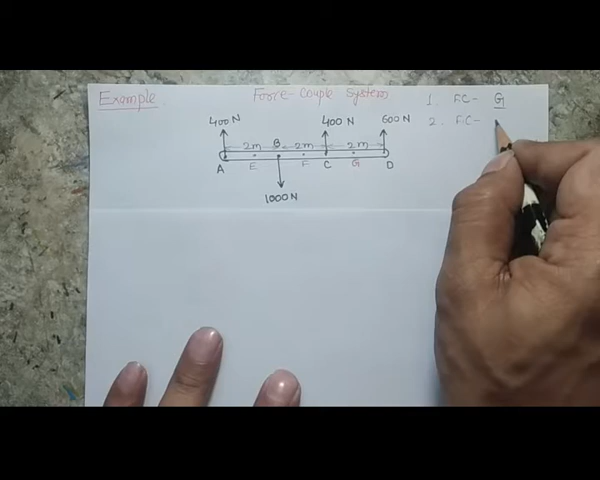 Example
Force-Couple System
1. FC - G
2. FC -
400 N
400 N
600 N
2m B 2m 2m
A E F C G D
1000 N